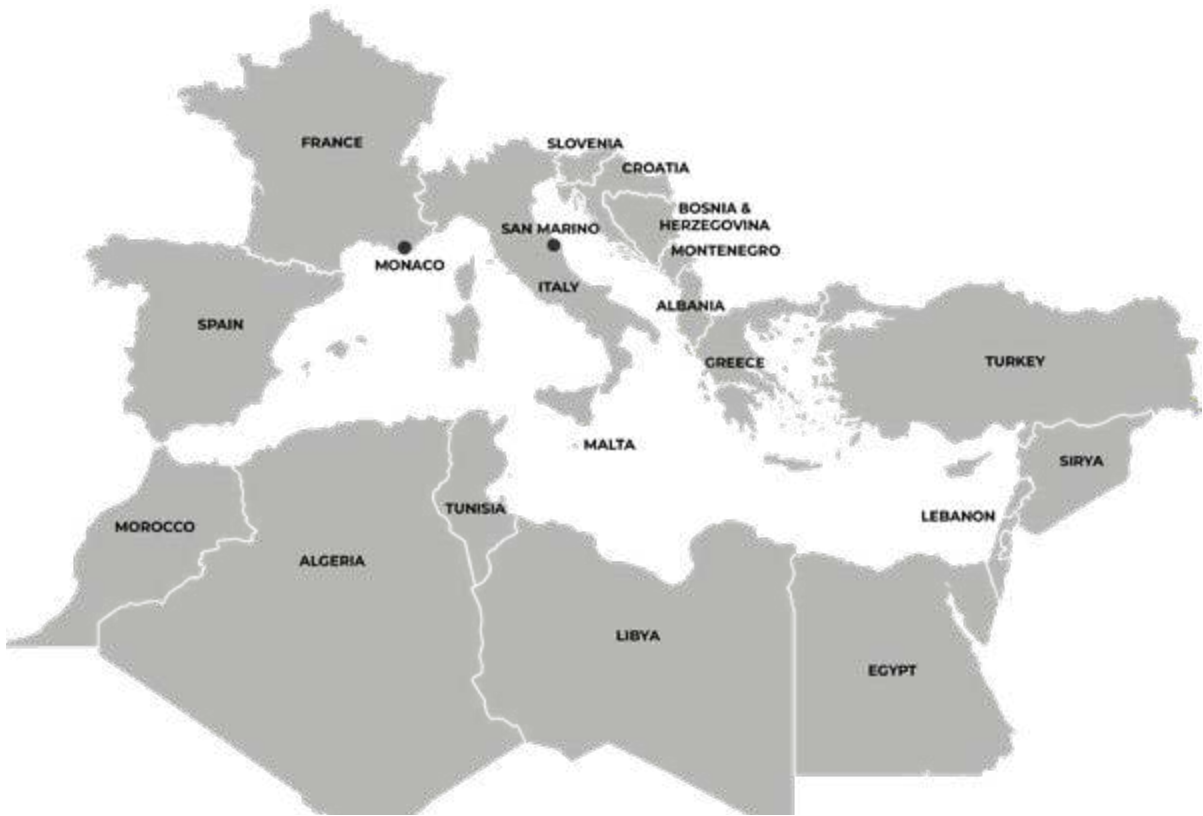 FRANCE
SLOVENIA
CROATIA
BOSNIA &
HERZEGOVINA
SAN MARINO
MONTENEGRO
MONACO
ITALY
ALBANIA
SPAIN
GREECE
TURKEY
MALTA
SIRYA
TUNISIA
LEBANON
MOROCCO
ALGERIA
LIBYA
EGYPT